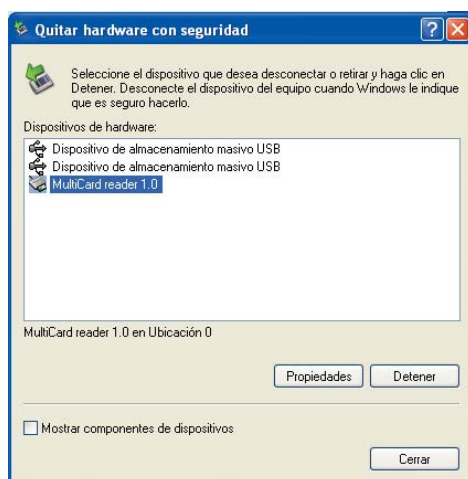 Quitar hardware con seguridad
Seleccione el dispositivo que desea desconectar o retirar y haga clic en
Detener. Desconecte el dispositivo del equipo cuando Windows le indique
que es seguro hacerlo.
Dispositivos de hardware:
Dispositivo de almacenamiento masivo USB
Dispositivo de almacenamiento masivo USB
MultiCard reader 1.0
MultiCard reader 1.0 en Ubicación 0
Propiedades Detener
Mostrar componentes de dispositivos
Cerrar